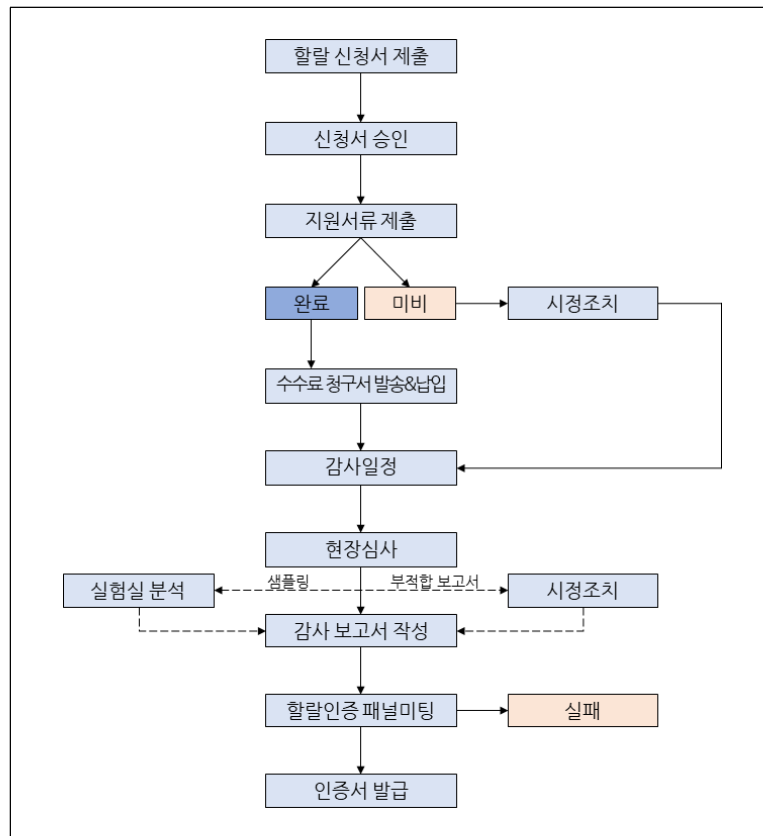 할랄 신청서 제출
신청서 승인
지원서류 제출
완료
미비
시정조치
수수료 청구서 발송&납입
감사일정
현장심사
샘플링
부적합 보고서
실험실 분석
시정조치
감사 보고서 작성
할랄인증 패널미팅
실패
인증서 발급